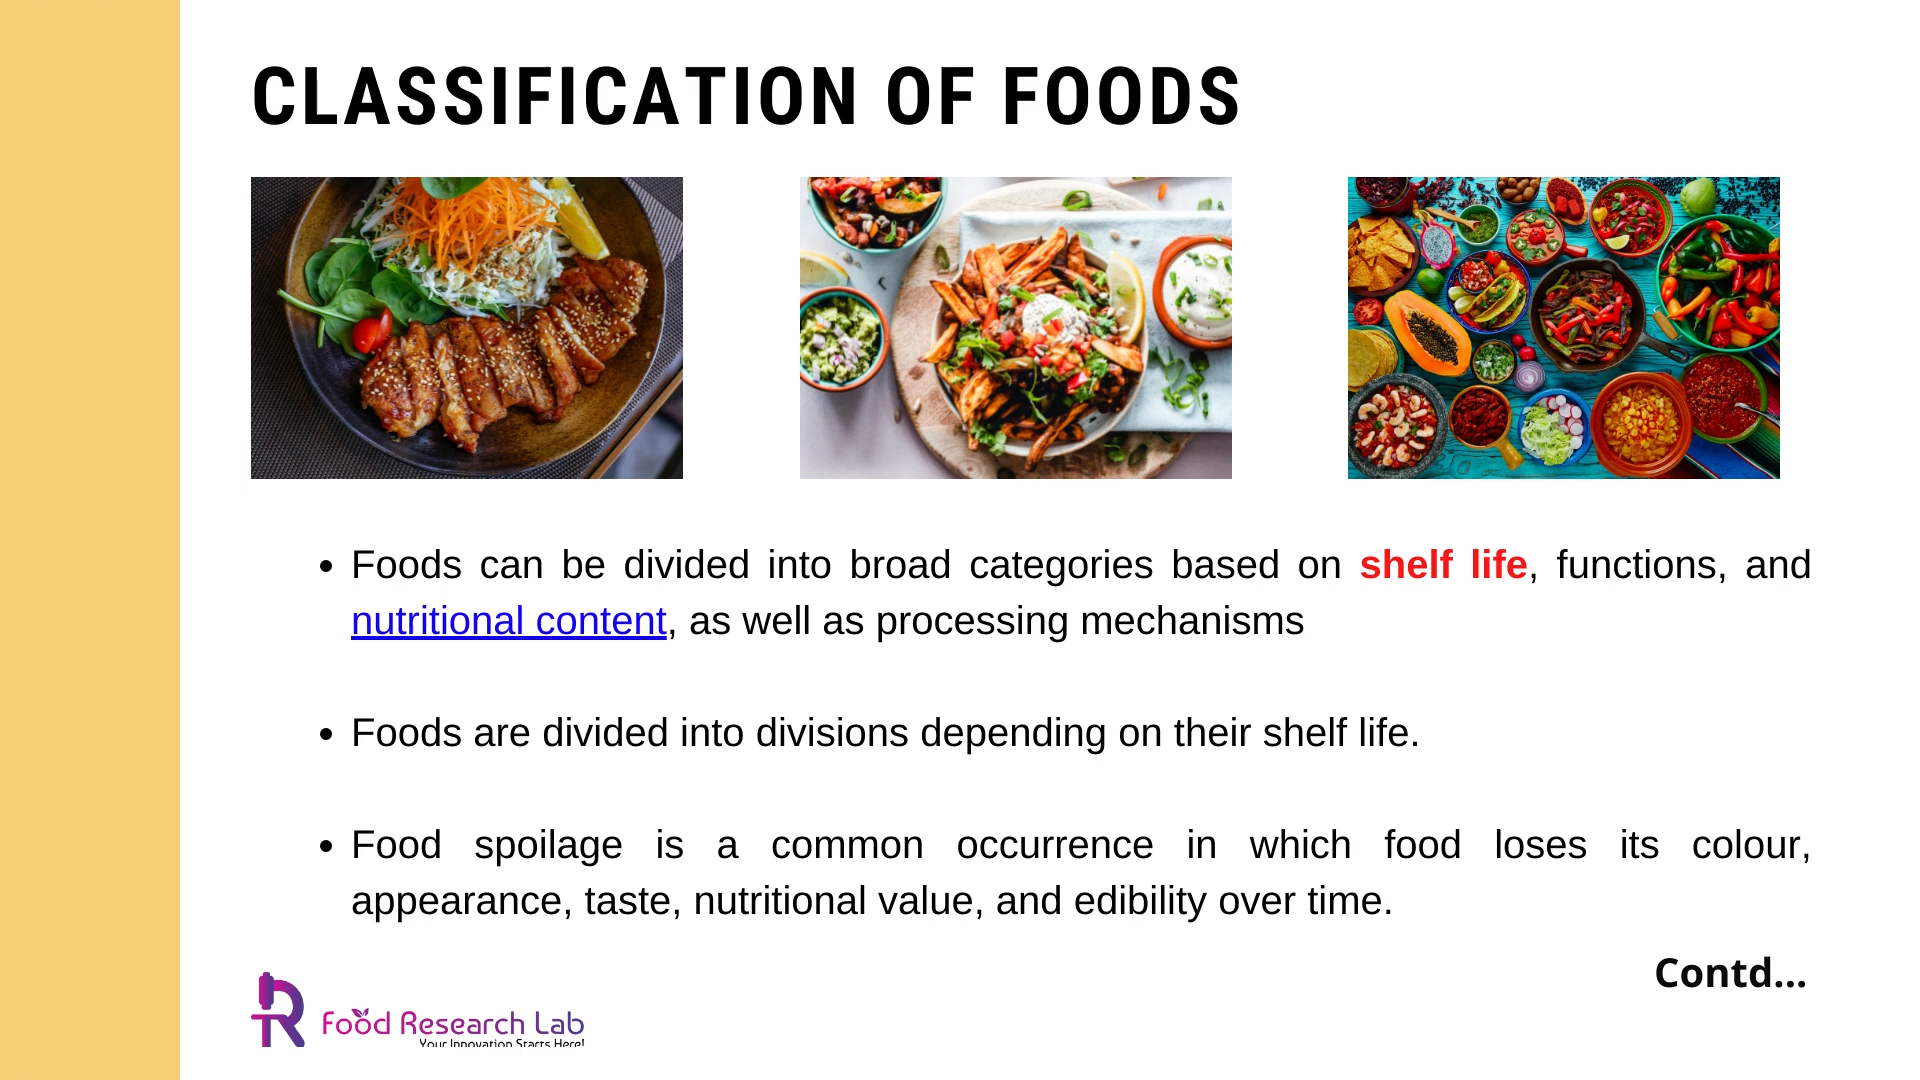 CLASSIFICATION OF FOODS
• Foods can be divided into broad categories based on shelf life, functions, and
nutritional content, as well as processing mechanisms
• Foods are divided into divisions depending on their shelf life.
• Food spoilage is a common occurrence in which food loses its colour,
appearance, taste, nutritional value, and edibility over time.
Contd...
Food Research Lab
Your Innovation Starts Here!